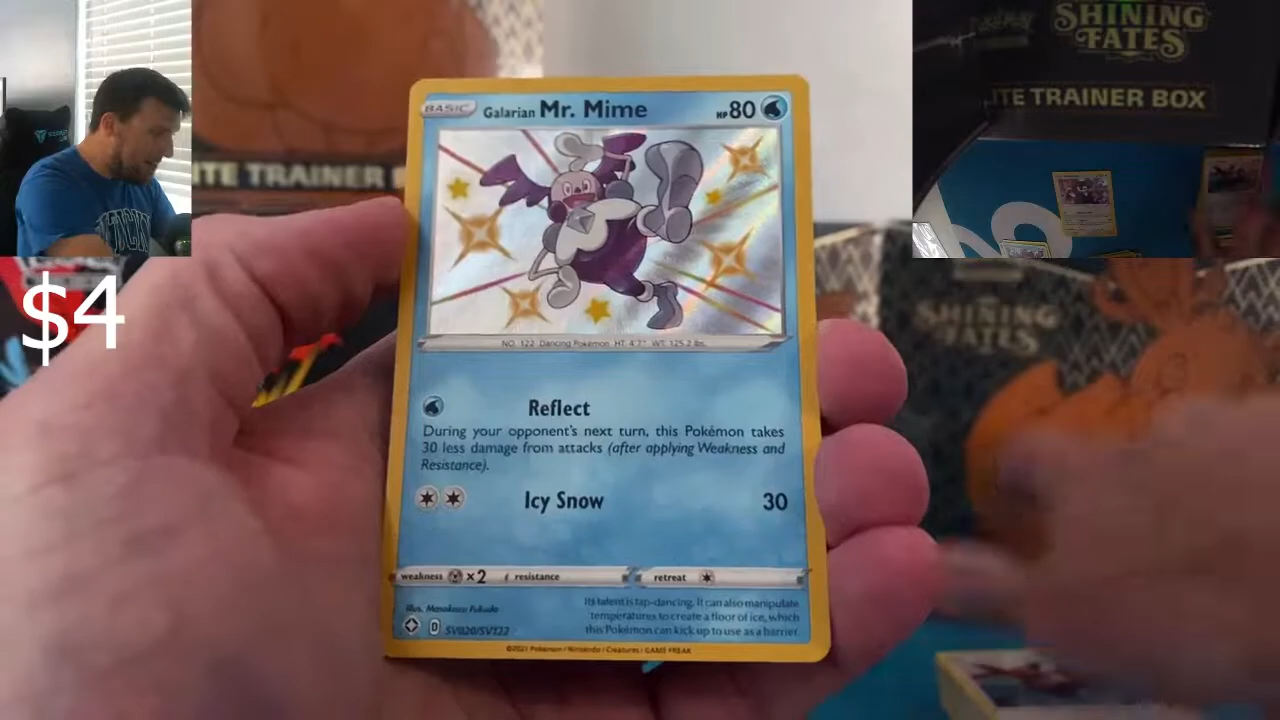 SHINING
FATES
ITE TRAINER BOX
ITE TRAINER
$4
SHINING
FATES
BASIC Galarian Mr. Mime HP 80
NO. 122 Dancing Pokémon HT: 4'7" WT: 125.2 lbs.
Reflect
During your opponent's next turn, this Pokémon takes
30 less damage from attacks (after applying Weakness and
Resistance).
Icy Snow 30
weakness ×2 resistance retreat
Illus. Masakazu Fukuda
Its talent is tap-dancing. It can also manipulate
temperatures to create a floor of ice, which
this Pokémon can kick up to use as a barrier.
D SV020/SV122
©2021 Pokémon / Nintendo / Creatures / GAME FREAK